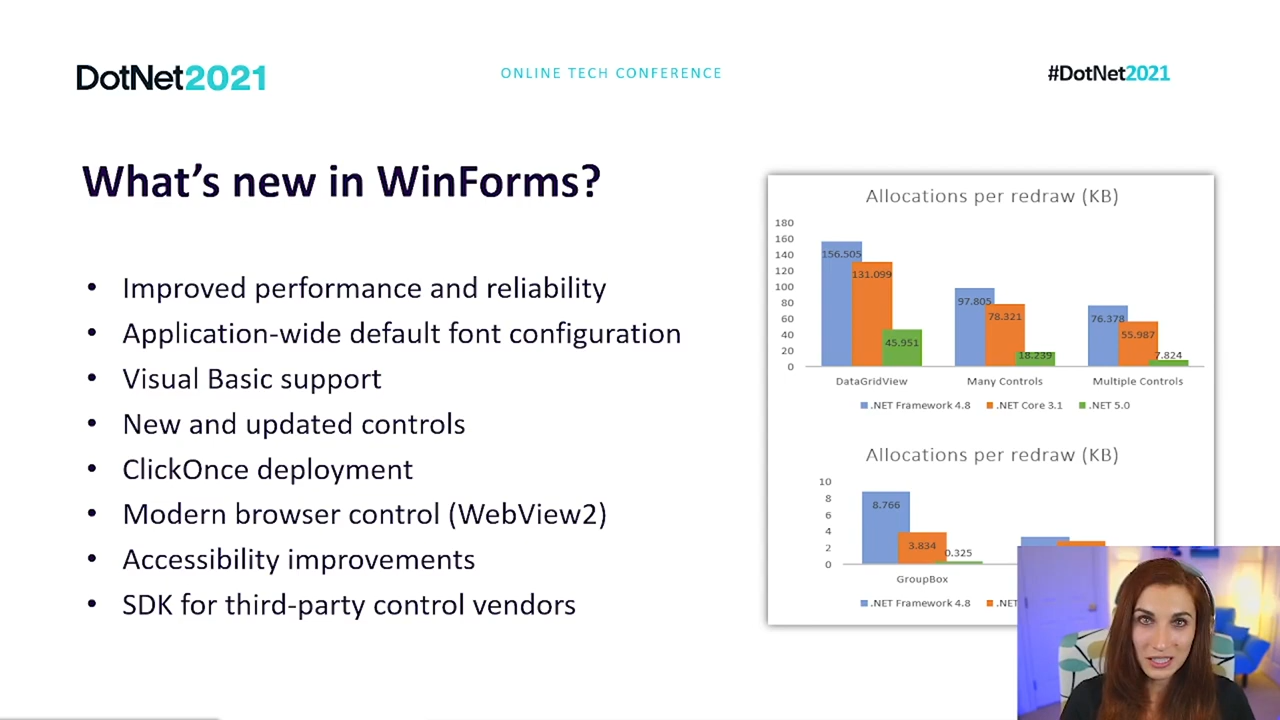 DotNet2021
ONLINE TECH CONFERENCE
#DotNet2021
What's new in WinForms?
• Improved performance and reliability
• Application-wide default font configuration
• Visual Basic support
• New and updated controls
• ClickOnce deployment
• Modern browser control (WebView2)
• Accessibility improvements
• SDK for third-party control vendors
Allocations per redraw (KB)
180
160
140
120
100
80
60
40
20
0
156.505
131.099
45.951
97.805
78.321
18.239
76.378
55.987
7.824
DataGridView Many Controls Multiple Controls
.NET Framework 4.8 .NET Core 3.1 .NET 5.0
Allocations per redraw (KB)
10
8
6
4
2
0
8.766
3.834
0.325
GroupBox
.NET Framework 4.8 .NET